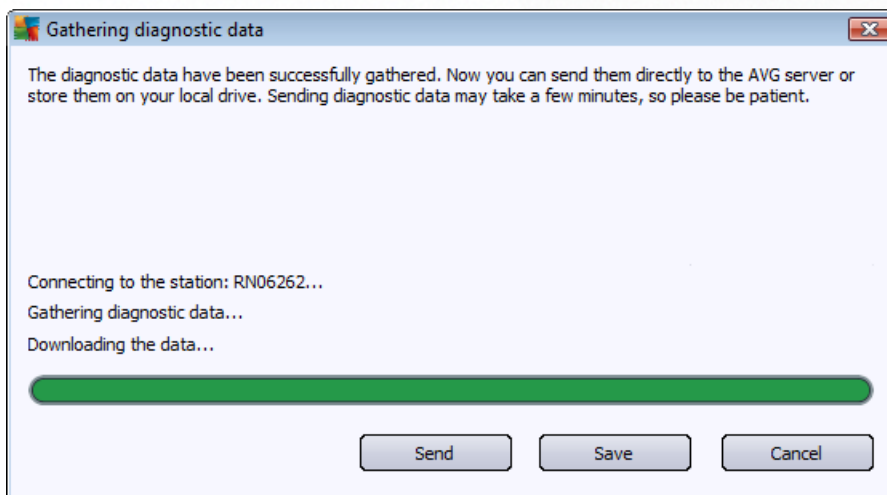 Gathering diagnostic data
The diagnostic data have been successfully gathered. Now you can send them directly to the AVG server or
store them on your local drive. Sending diagnostic data may take a few minutes, so please be patient.
Connecting to the station: RN06262...
Gathering diagnostic data...
Downloading the data...
Send Save Cancel